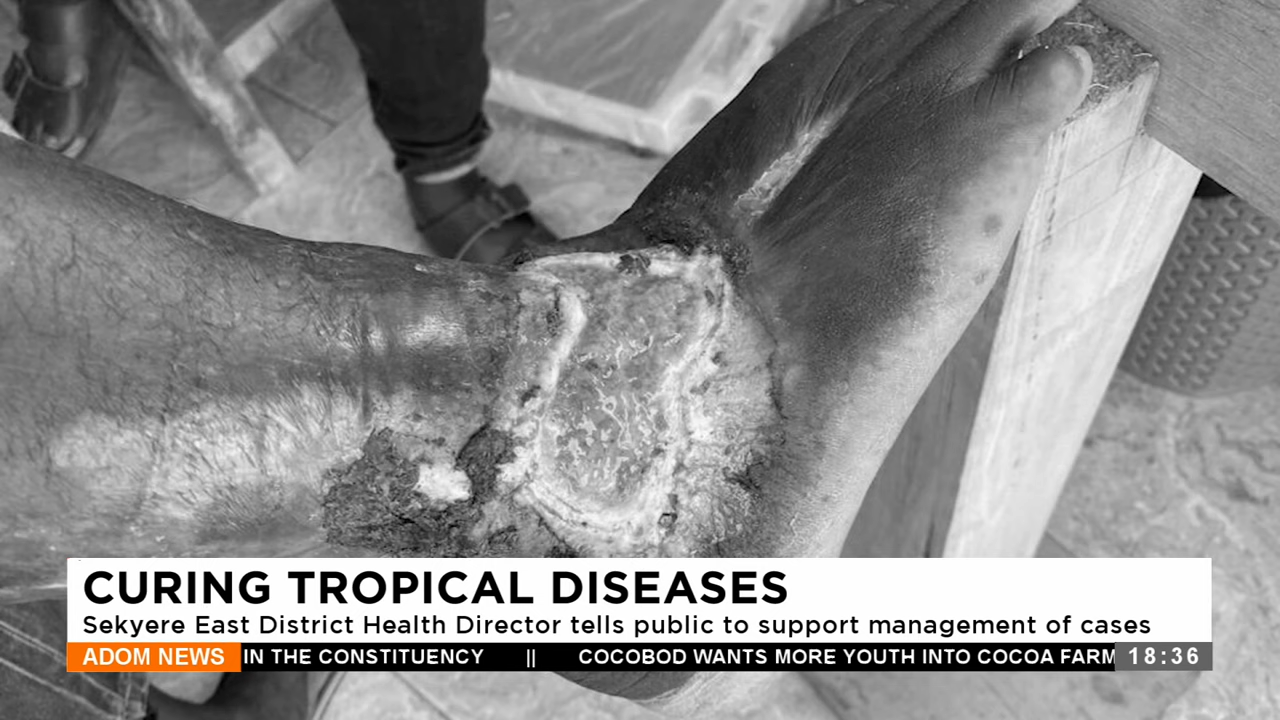 CURING TROPICAL DISEASES
Sekyere East District Health Director tells public to support management of cases
ADOM NEWS IN THE CONSTITUENCY || COCOBOD WANTS MORE YOUTH INTO COCOA FARM 18:36